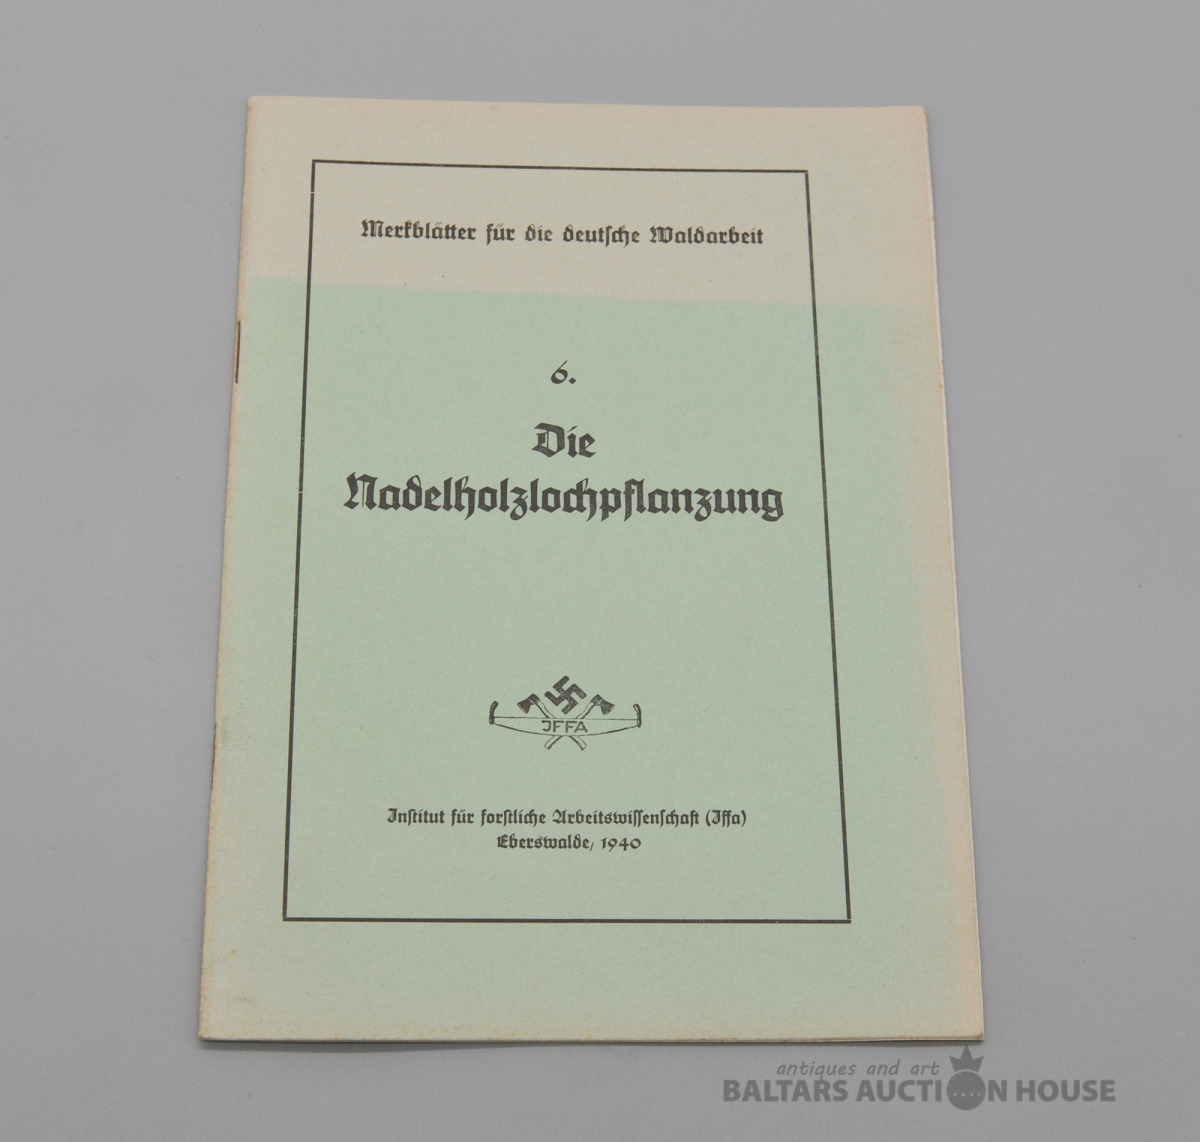 Merkblätter für die deutsche Waldarbeit
6.
Die
Nadelholzlochpflanzung
JFFA
Institut für forstliche Arbeitswissenschaft (Iffa)
Eberswalde, 1940
antiques and art
BALTARS AUCTION HOUSE